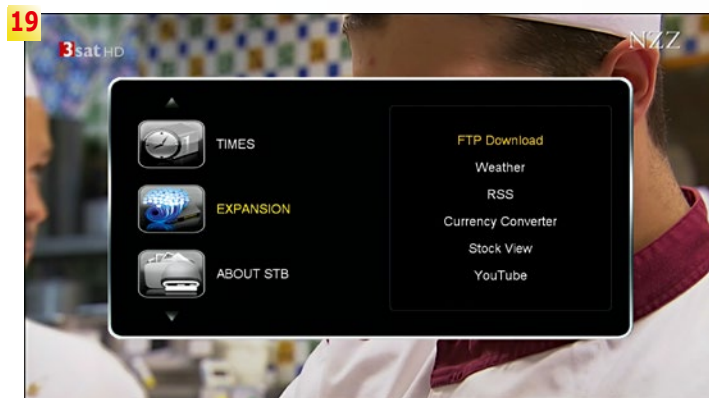 19
3sat HD
NZZ
TIMES
EXPANSION
ABOUT STB
FTP Download
Weather
RSS
Currency Converter
Stock View
YouTube